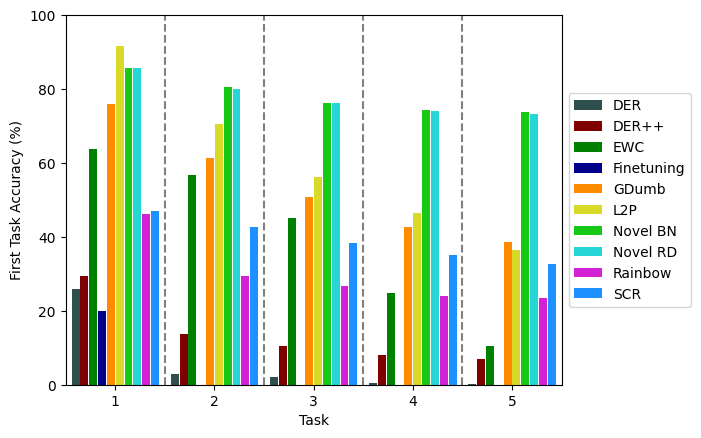 First Task Accuracy (%)
100
80
60
40
20
0
1 2 3 4 5
Task
DER
DER++
EWC
Finetuning
GDumb
L2P
Novel BN
Novel RD
Rainbow
SCR